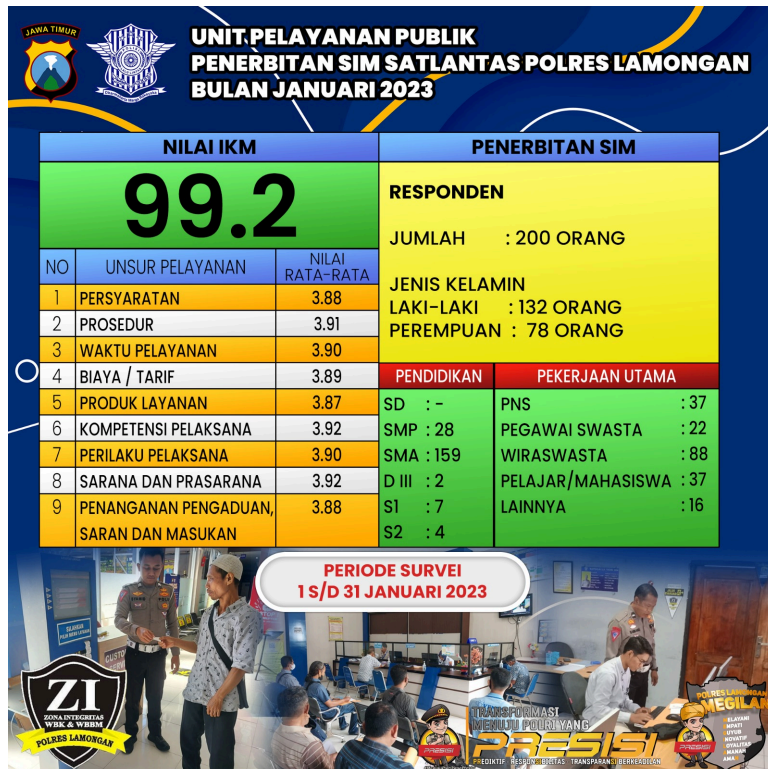 JAWA TIMUR
UNIT PELAYANAN PUBLIK
PENERBITAN SIM SATLANTAS POLRES LAMONGAN
BULAN JANUARI 2023
NILAI IKM
99.2
NO UNSUR PELAYANAN NILAI RATA-RATA
1 PERSYARATAN 3.88
2 PROSEDUR 3.91
3 WAKTU PELAYANAN 3.90
4 BIAYA / TARIF 3.89
5 PRODUK LAYANAN 3.87
6 KOMPETENSI PELAKSANA 3.92
7 PERILAKU PELAKSANA 3.90
8 SARANA DAN PRASARANA 3.92
9 PENANGANAN PENGADUAN, 3.88
SARAN DAN MASUKAN
PENERBITAN SIM
RESPONDEN
JUMLAH : 200 ORANG
JENIS KELAMIN
LAKI-LAKI : 132 ORANG
PEREMPUAN : 78 ORANG
PENDIDIKAN
SD : -
SMP : 28
SMA : 159
D III : 2
S1 : 7
S2 : 4
PEKERJAAN UTAMA
PNS : 37
PEGAWAI SWASTA : 22
WIRASWASTA : 88
PELAJAR/MAHASISWA : 37
LAINNYA : 16
PERIODE SURVEI
1 S/D 31 JANUARI 2023
ZI
ZONA INTEGRITAS
WBK & WBBM
POLRES LAMONGAN
TRANSFORMASI
MENUJU POLRI YANG
PRESISI
PREDIKTIF RESPONSIBILITAS TRANSPARANSI BERKEADILAN
PRESISI
PRESISI
POLRES LAMONGAN
MEGILAN